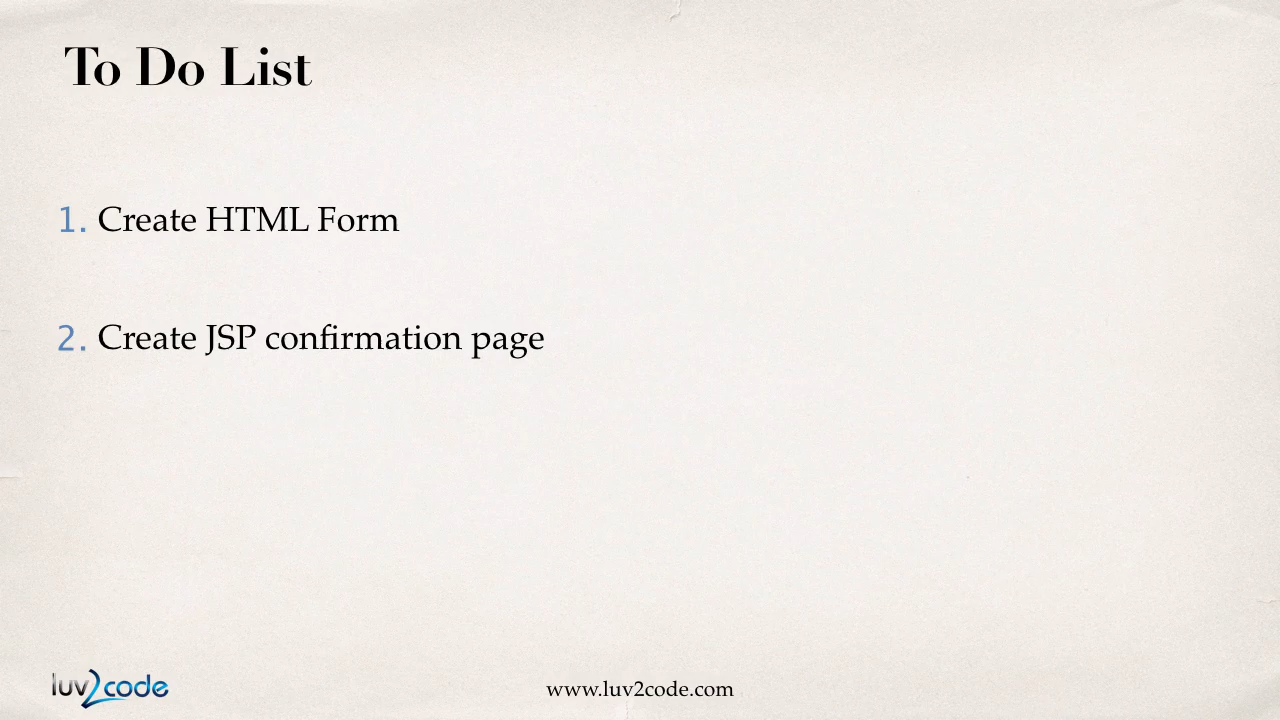 To Do List
1. Create HTML Form
2. Create JSP confirmation page
luv2code
www.luv2code.com